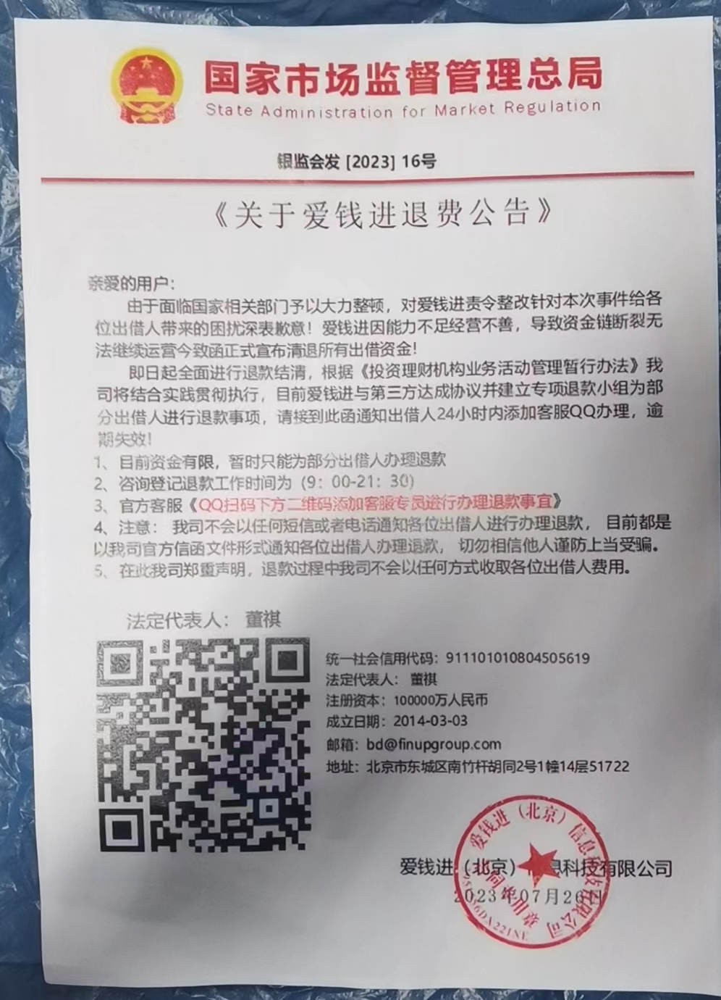 国家市场监督管理总局
State Administration for Market Regulation
银监会发 [2023] 16号
《关于爱钱进退费公告》
亲爱的用户：
由于面临国家相关部门予以大力整顿，对爱钱进责令整改针对本次事件给各
位出借人带来的困扰深表歉意！爱钱进因能力不足经营不善，导致资金链断裂无
法继续运营今致函正式宣布清退所有出借资金！
即日起全面进行退款结清，根据《投资理财机构业务活动管理暂行办法》我
司将结合实践贯彻执行，目前爱钱进与第三方达成协议并建立专项退款小组为部
分出借人进行退款事项，请接到此函通知出借人24小时内添加客服QQ办理，逾
期失效！
1、目前资金有限，暂时只能为部分出借人办理退款
2、咨询登记退款工作时间为（9：00-21：30）
3、官方客服《QQ扫码下方二维码添加客服专员进行办理退款事宜》
4、注意： 我司不会以任何短信或者电话通知各位出借人进行办理退款， 目前都是
以我司官方信函文件形式通知各位出借人办理退款， 切勿相信他人谨防上当受骗。
5、在此我司郑重声明，退款过程中我司不会以任何方式收取各位出借人费用。
法定代表人： 董祺
统一社会信用代码：911101010804505619
法定代表人： 董祺
注册资本：100000万人民币
成立日期：2014-03-03
邮箱：bd@finupgroup.com
地址：北京市东城区南竹杆胡同2号1幢14层51722
爱钱进（北京）信息科技有限公司
2023年07月26日
爱钱进（北京）信息科技有限公司
合同专用章